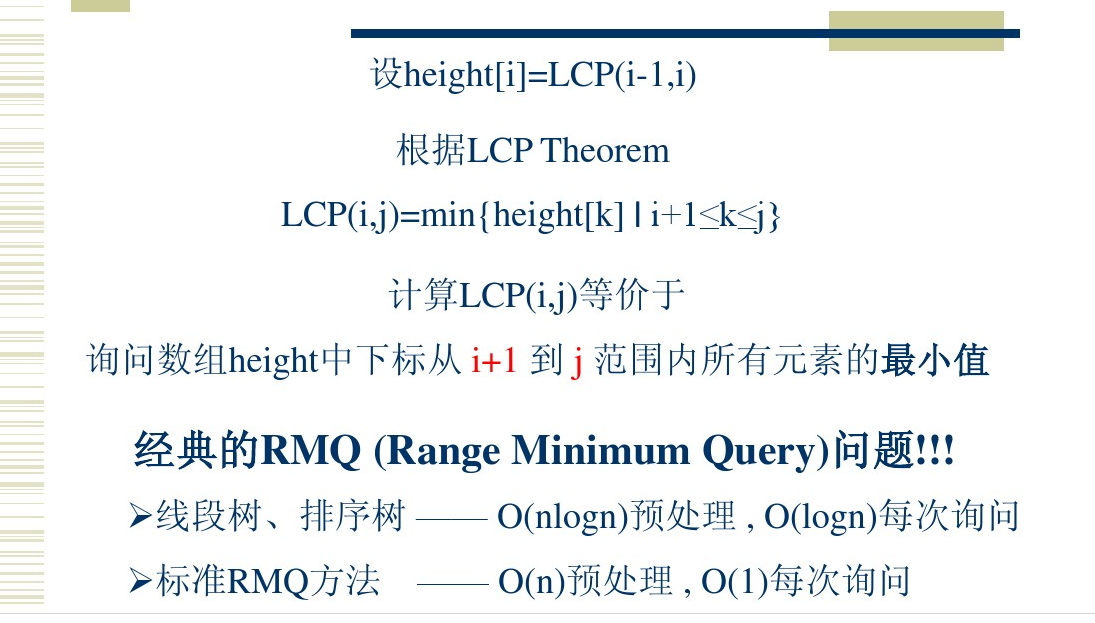 设height[i]=LCP(i-1,i)
根据LCP Theorem
LCP(i,j)=min{height[k] | i+1≤k≤j}
计算LCP(i,j)等价于
询问数组height中下标从 i+1 到 j 范围内所有元素的最小值
经典的RMQ (Range Minimum Query)问题!!!
➢线段树、排序树 —— O(nlogn)预处理 , O(logn)每次询问
➢标准RMQ方法 —— O(n)预处理 , O(1)每次询问